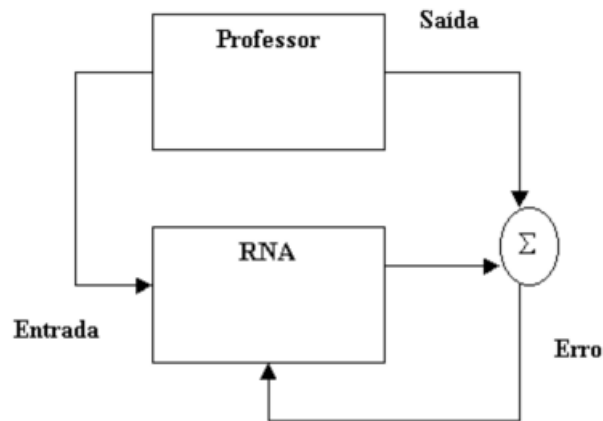 Saída
Professor
RNA
Σ
Entrada
Erro